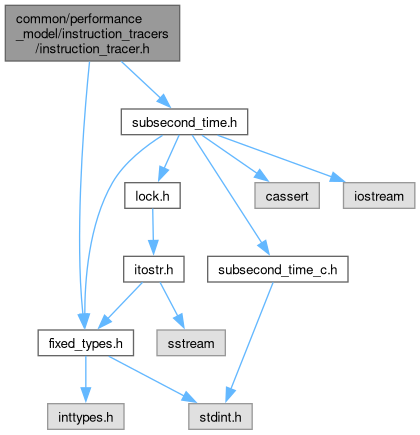 common/performance
_model/instruction_tracers
/instruction_tracer.h
subsecond_time.h
lock.h
cassert
iostream
itostr.h
subsecond_time_c.h
fixed_types.h
sstream
inttypes.h
stdint.h